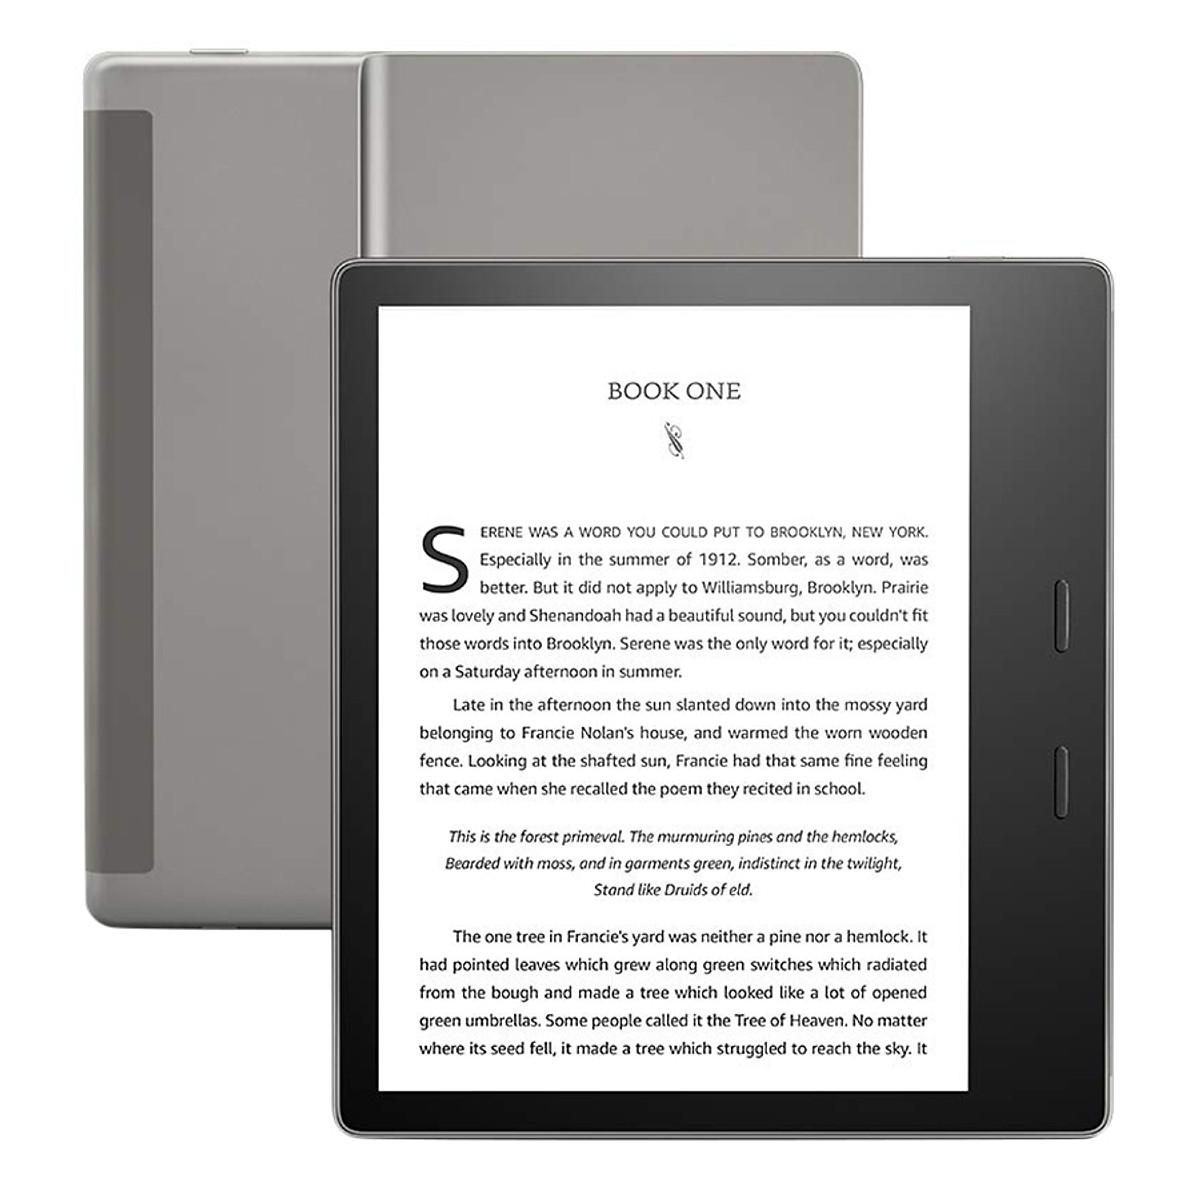 BOOK ONE
SERENE WAS A WORD YOU COULD PUT TO BROOKLYN, NEW YORK.
Especially in the summer of 1912. Somber, as a word, was
better. But it did not apply to Williamsburg, Brooklyn. Prairie
was lovely and Shenandoah had a beautiful sound, but you couldn't fit
those words into Brooklyn. Serene was the only word for it; especially
on a Saturday afternoon in summer.
Late in the afternoon the sun slanted down into the mossy yard
belonging to Francie Nolan's house, and warmed the worn wooden
fence. Looking at the shafted sun, Francie had that same fine feeling
that came when she recalled the poem they recited in school.
This is the forest primeval. The murmuring pines and the hemlocks,
Bearded with moss, and in garments green, indistinct in the twilight,
Stand like Druids of eld.
The one tree in Francie's yard was neither a pine nor a hemlock. It
had pointed leaves which grew along green switches which radiated
from the bough and made a tree which looked like a lot of opened
green umbrellas. Some people called it the Tree of Heaven. No matter
where its seed fell, it made a tree which struggled to reach the sky. It